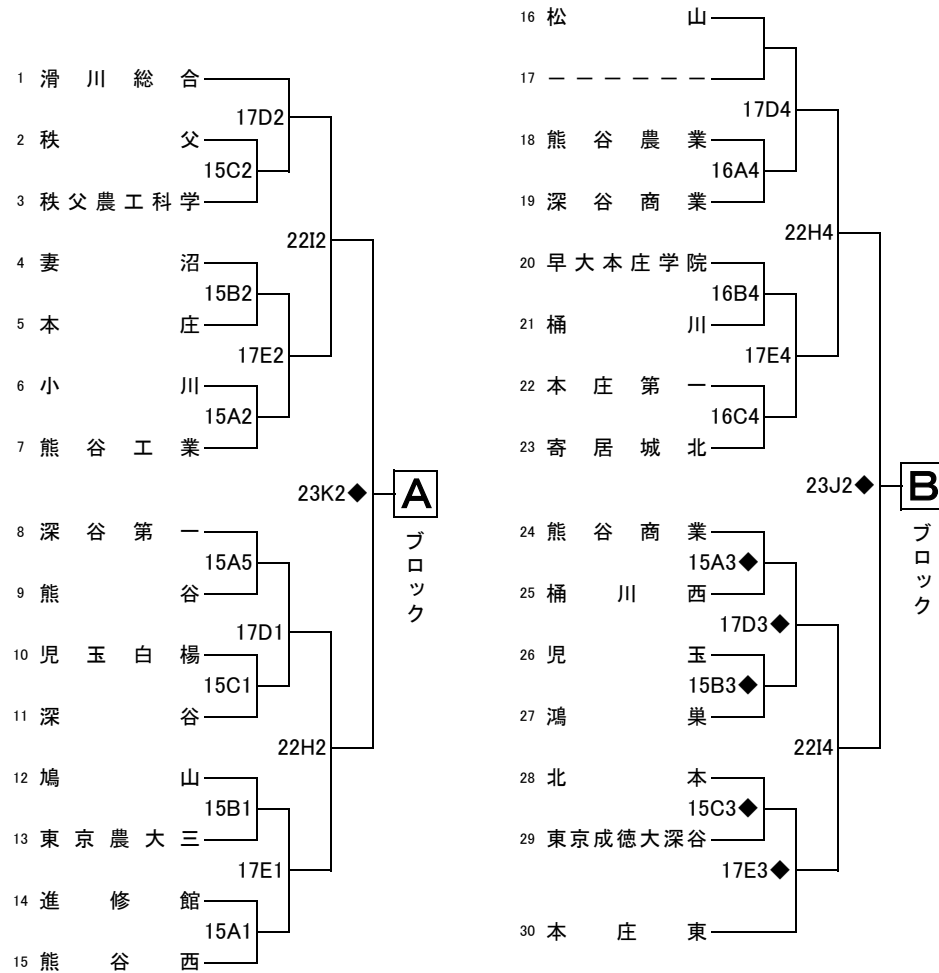 1 滑川総合
17D2
2 秩父
15C2
3 秩父農工科学
22I2
4 妻沼
15B2
5 本庄
17E2
6 小川
15A2
7 熊谷工業
23K2◆
A
ブロック
8 深谷第一
15A5
9 熊谷
17D1
10 児玉白楊
15C1
11 深谷
22H2
12 鳩山
15B1
13 東京農大三
17E1
14 進修館
15A1
15 熊谷西
16 松山
17 ーーーーーー
17D4
18 熊谷農業
16A4
19 深谷商業
22H4
20 早大本庄学院
16B4
21 桶川
17E4
22 本庄第一
16C4
23 寄居城北
23J2◆
B
ブロック
24 熊谷商業
15A3◆
25 桶川西
17D3◆
26 児玉
15B3◆
27 鴻巣
22I4
28 北本
15C3◆
29 東京成徳大深谷
17E3◆
30 本庄東